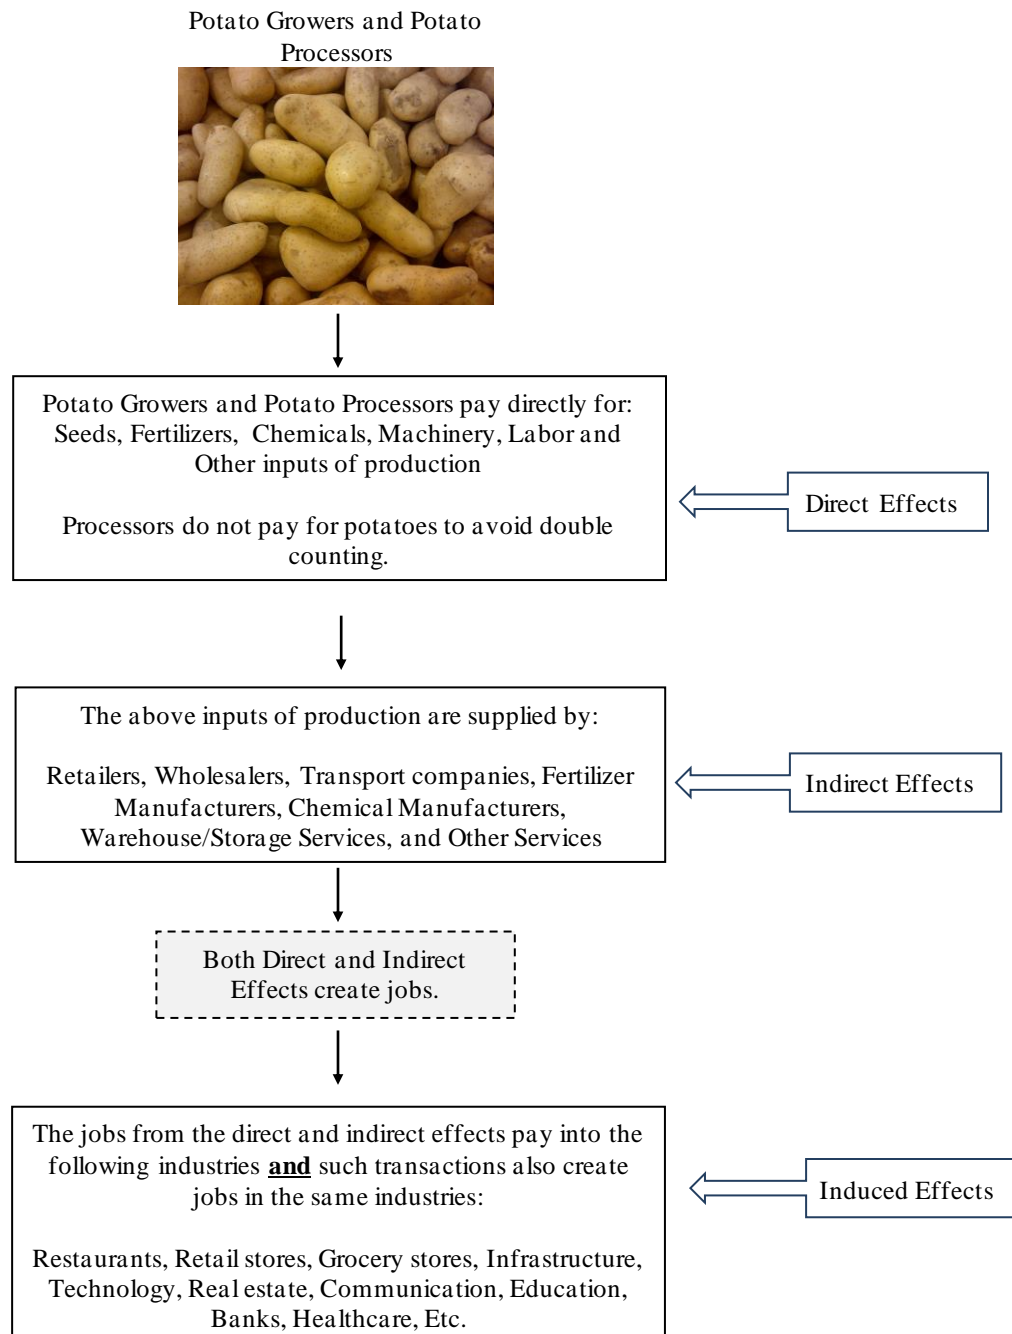 Potato Growers and Potato
Processors
Potato Growers and Potato Processors pay directly for:
Seeds, Fertilizers, Chemicals, Machinery, Labor and
Other inputs of production
Processors do not pay for potatoes to avoid double
counting.
Direct Effects
The above inputs of production are supplied by:
Retailers, Wholesalers, Transport companies, Fertilizer
Manufacturers, Chemical Manufacturers,
Warehouse/Storage Services, and Other Services
Indirect Effects
Both Direct and Indirect
Effects create jobs.
The jobs from the direct and indirect effects pay into the
following industries and such transactions also create
jobs in the same industries:
Restaurants, Retail stores, Grocery stores, Infrastructure,
Technology, Real estate, Communication, Education,
Banks, Healthcare, Etc.
Induced Effects